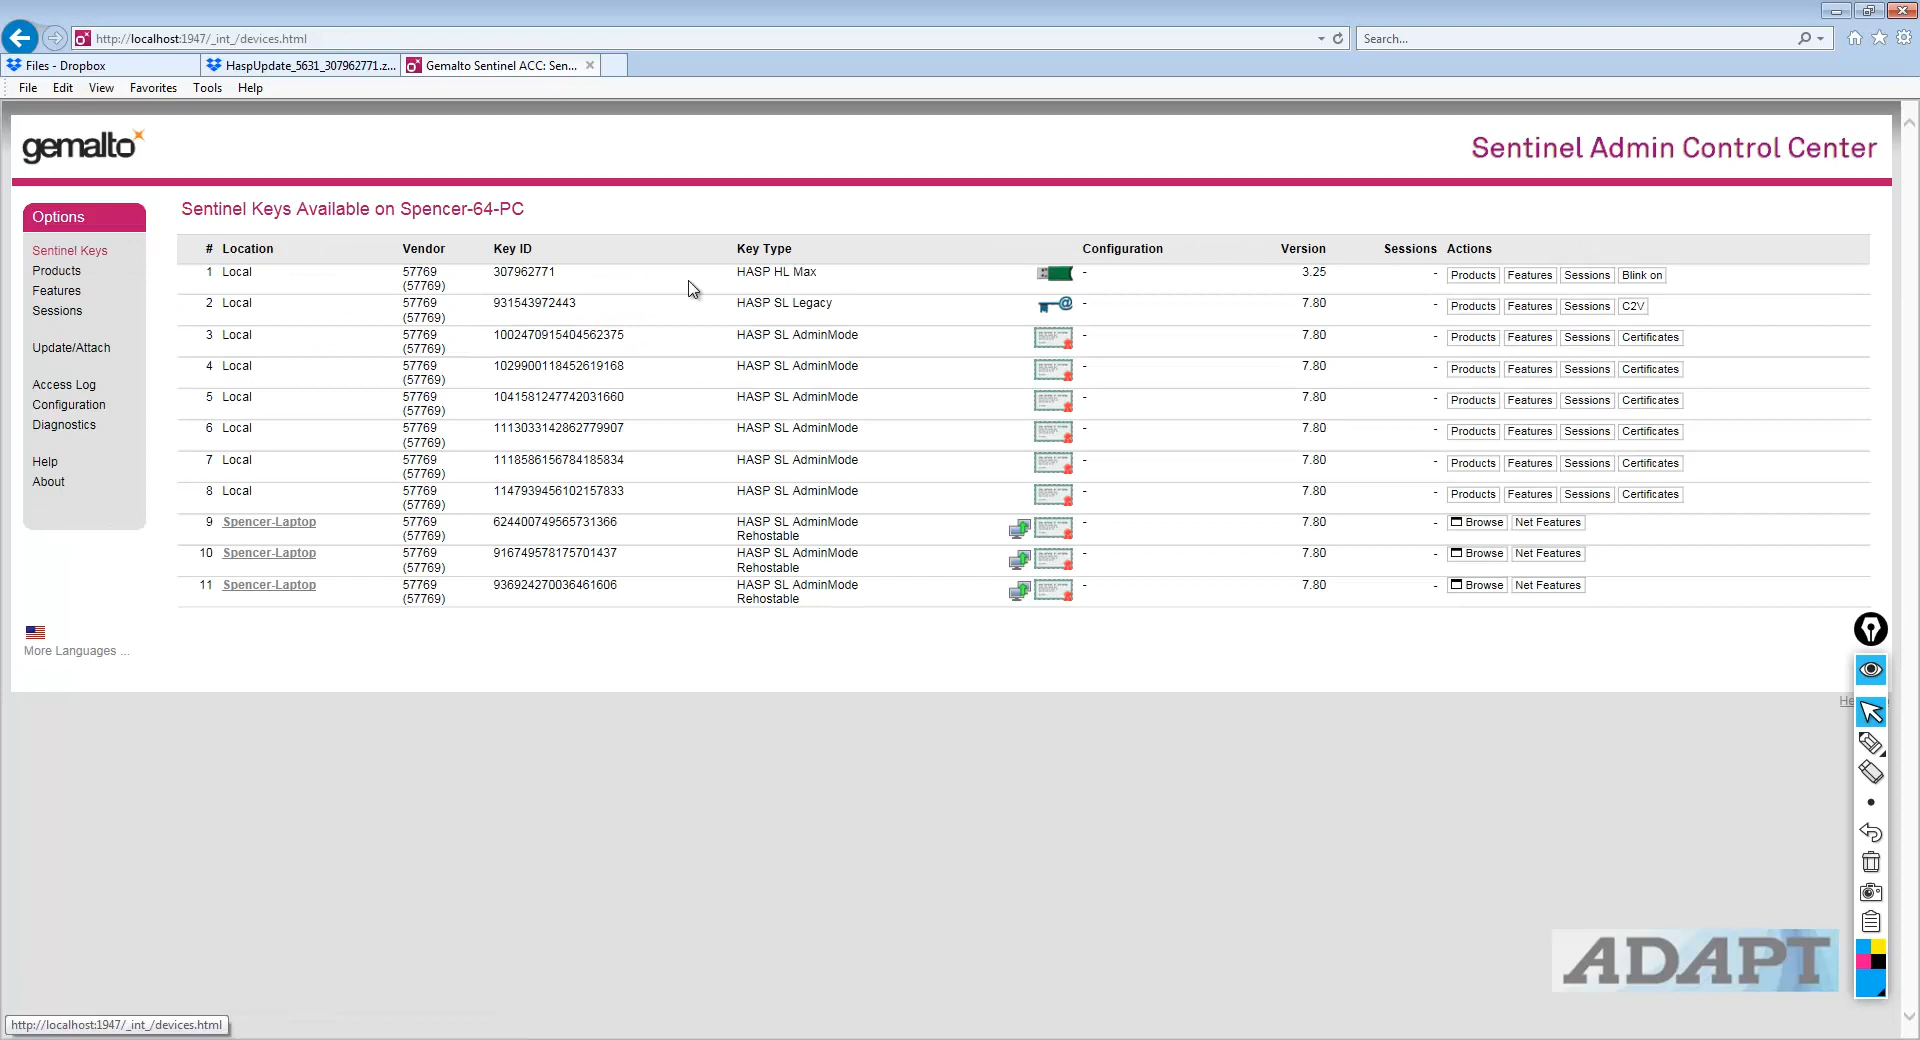 http://localhost:1947/_int_/devices.html
Search...
Files - Dropbox
HaspUpdate_5631_307962771.z...
Gemalto Sentinel ACC: Sen...
File Edit View Favorites Tools Help
gemalto
Sentinel Admin Control Center
Options
Sentinel Keys
Products
Features
Sessions
Update/Attach
Access Log
Configuration
Diagnostics
Help
About
More Languages ...
Sentinel Keys Available on Spencer-64-PC
# Location Vendor Key ID Key Type Configuration Version Sessions Actions
1 Local 57769 307962771 HASP HL Max - 3.25 - Products Features Sessions Blink on
(57769)
2 Local 57769 931543972443 HASP SL Legacy - 7.80 - Products Features Sessions C2V
(57769)
3 Local 57769 1002470915404562375 HASP SL AdminMode - 7.80 - Products Features Sessions Certificates
(57769)
4 Local 57769 1029900118452619168 HASP SL AdminMode - 7.80 - Products Features Sessions Certificates
(57769)
5 Local 57769 1041581247742031660 HASP SL AdminMode - 7.80 - Products Features Sessions Certificates
(57769)
6 Local 57769 1113033142862779907 HASP SL AdminMode - 7.80 - Products Features Sessions Certificates
(57769)
7 Local 57769 1118586156784185834 HASP SL AdminMode - 7.80 - Products Features Sessions Certificates
(57769)
8 Local 57769 1147939456102157833 HASP SL AdminMode - 7.80 - Products Features Sessions Certificates
(57769)
9 Spencer-Laptop 57769 624400749565731366 HASP SL AdminMode - 7.80 - Browse Net Features
(57769) Rehostable
10 Spencer-Laptop 57769 916749578175701437 HASP SL AdminMode - 7.80 - Browse Net Features
(57769) Rehostable
11 Spencer-Laptop 57769 936924270036461606 HASP SL AdminMode - 7.80 - Browse Net Features
(57769) Rehostable
ADAPT
http://localhost:1947/_int_/devices.html